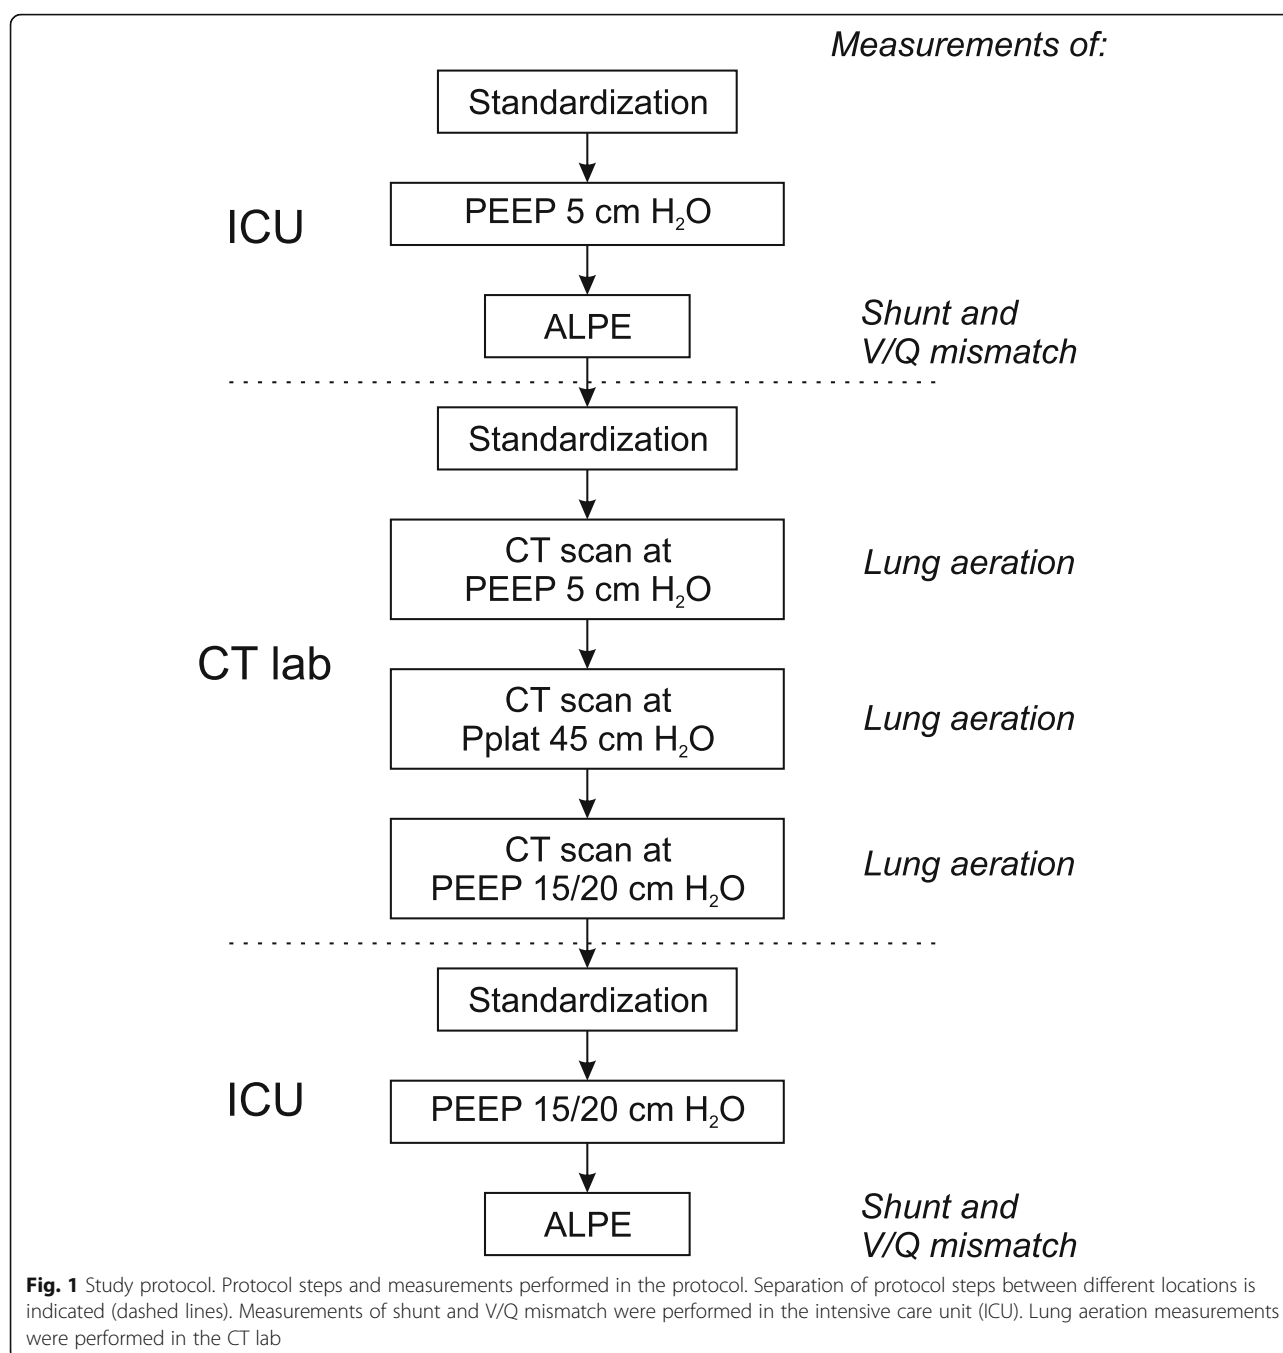 Measurements of:
Standardization
ICU
PEEP 5 cm H₂O
ALPE
Shunt and
V/Q mismatch
Standardization
CT scan at
PEEP 5 cm H₂O
Lung aeration
CT lab
CT scan at
Pplat 45 cm H₂O
Lung aeration
CT scan at
PEEP 15/20 cm H₂O
Lung aeration
Standardization
ICU
PEEP 15/20 cm H₂O
ALPE
Shunt and
V/Q mismatch
Fig. 1 Study protocol. Protocol steps and measurements performed in the protocol. Separation of protocol steps between different locations is
indicated (dashed lines). Measurements of shunt and V/Q mismatch were performed in the intensive care unit (ICU). Lung aeration measurements
were performed in the CT lab